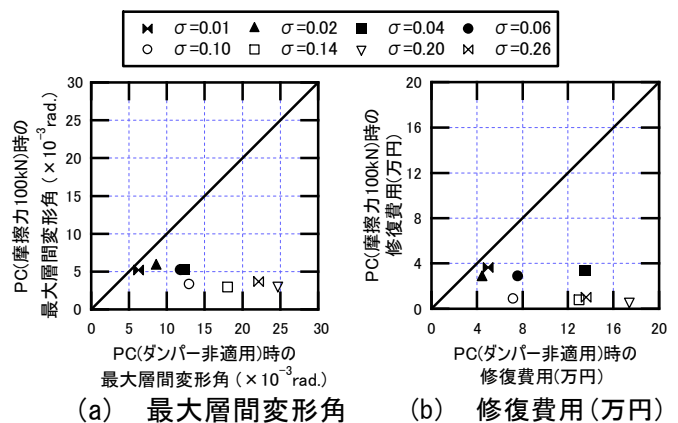 σ=0.01 σ=0.02 σ=0.04 σ=0.06
σ=0.10 σ=0.14 σ=0.20 σ=0.26
PC(摩擦力100kN)時の
最大層間変形角(×10⁻³rad.)
30
25
20
15
10
5
0
0 5 10 15 20 25 30
PC(ダンパー非適用)時の
最大層間変形角(×10⁻³rad.)
(a) 最大層間変形角
PC(摩擦力100kN)時の
修復費用(万円)
20
16
12
8
4
0
0 4 8 12 16 20
PC(ダンパー非適用)時の
修復費用(万円)
(b) 修復費用(万円)